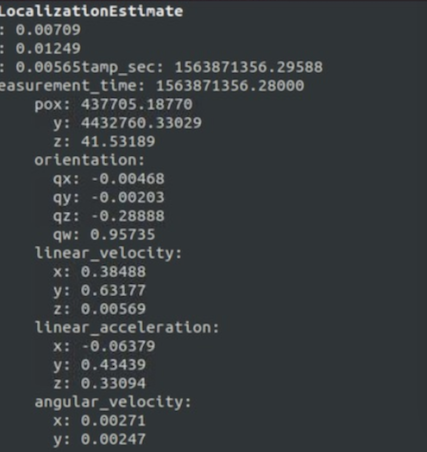 LocalizationEstimate
: 0.00709
: 0.01249
: 0.00565tamp_sec: 1563871356.29588
easurement_time: 1563871356.28000
pox: 437705.18770
y: 4432760.33029
z: 41.53189
orientation:
qx: -0.00468
qy: -0.00203
qz: -0.28888
qw: 0.95735
linear_velocity:
x: 0.38488
y: 0.63177
z: 0.00569
linear_acceleration:
x: -0.06379
y: 0.43439
z: 0.33094
angular_velocity:
x: 0.00271
y: 0.00247